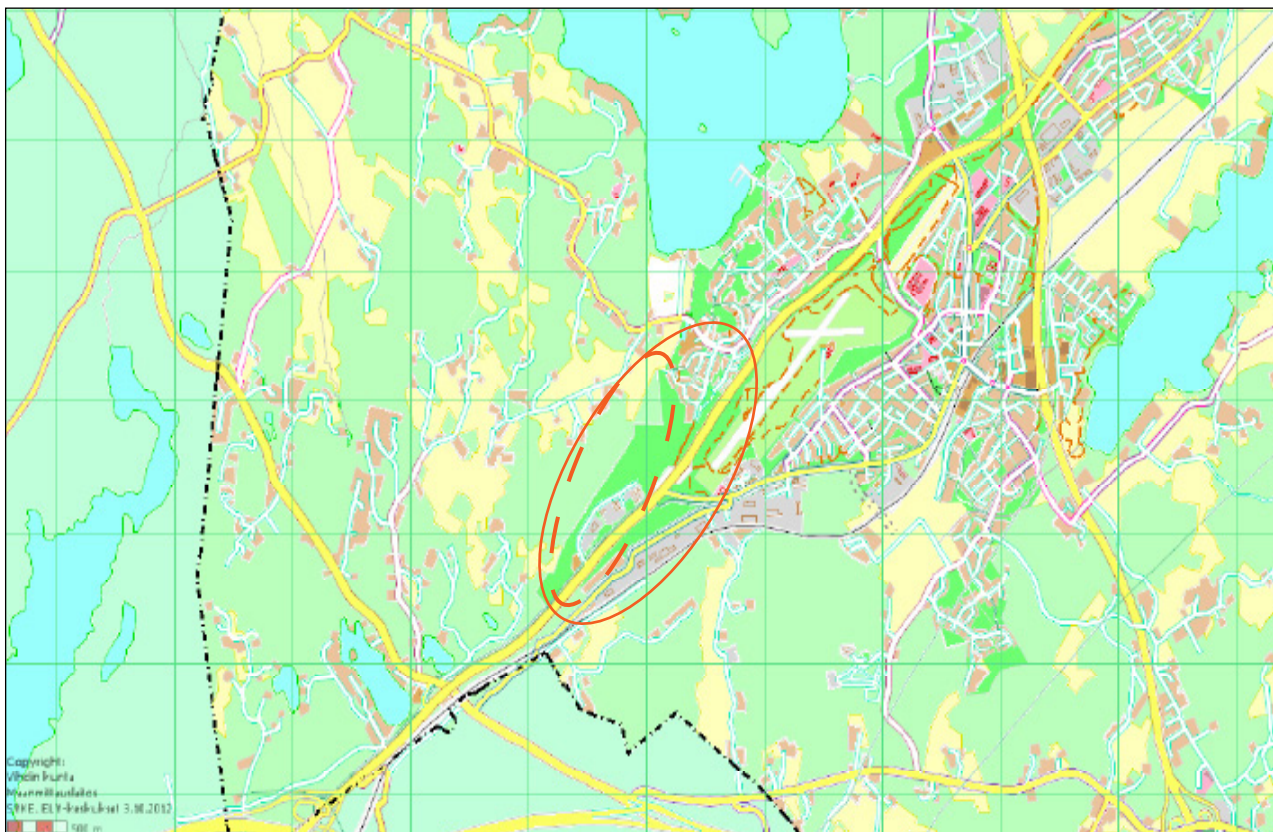 Copyright:
Vihdin kunta
Maanmittauslaitos
SYKE, ELY-keskukset 3.10.2012
500 m